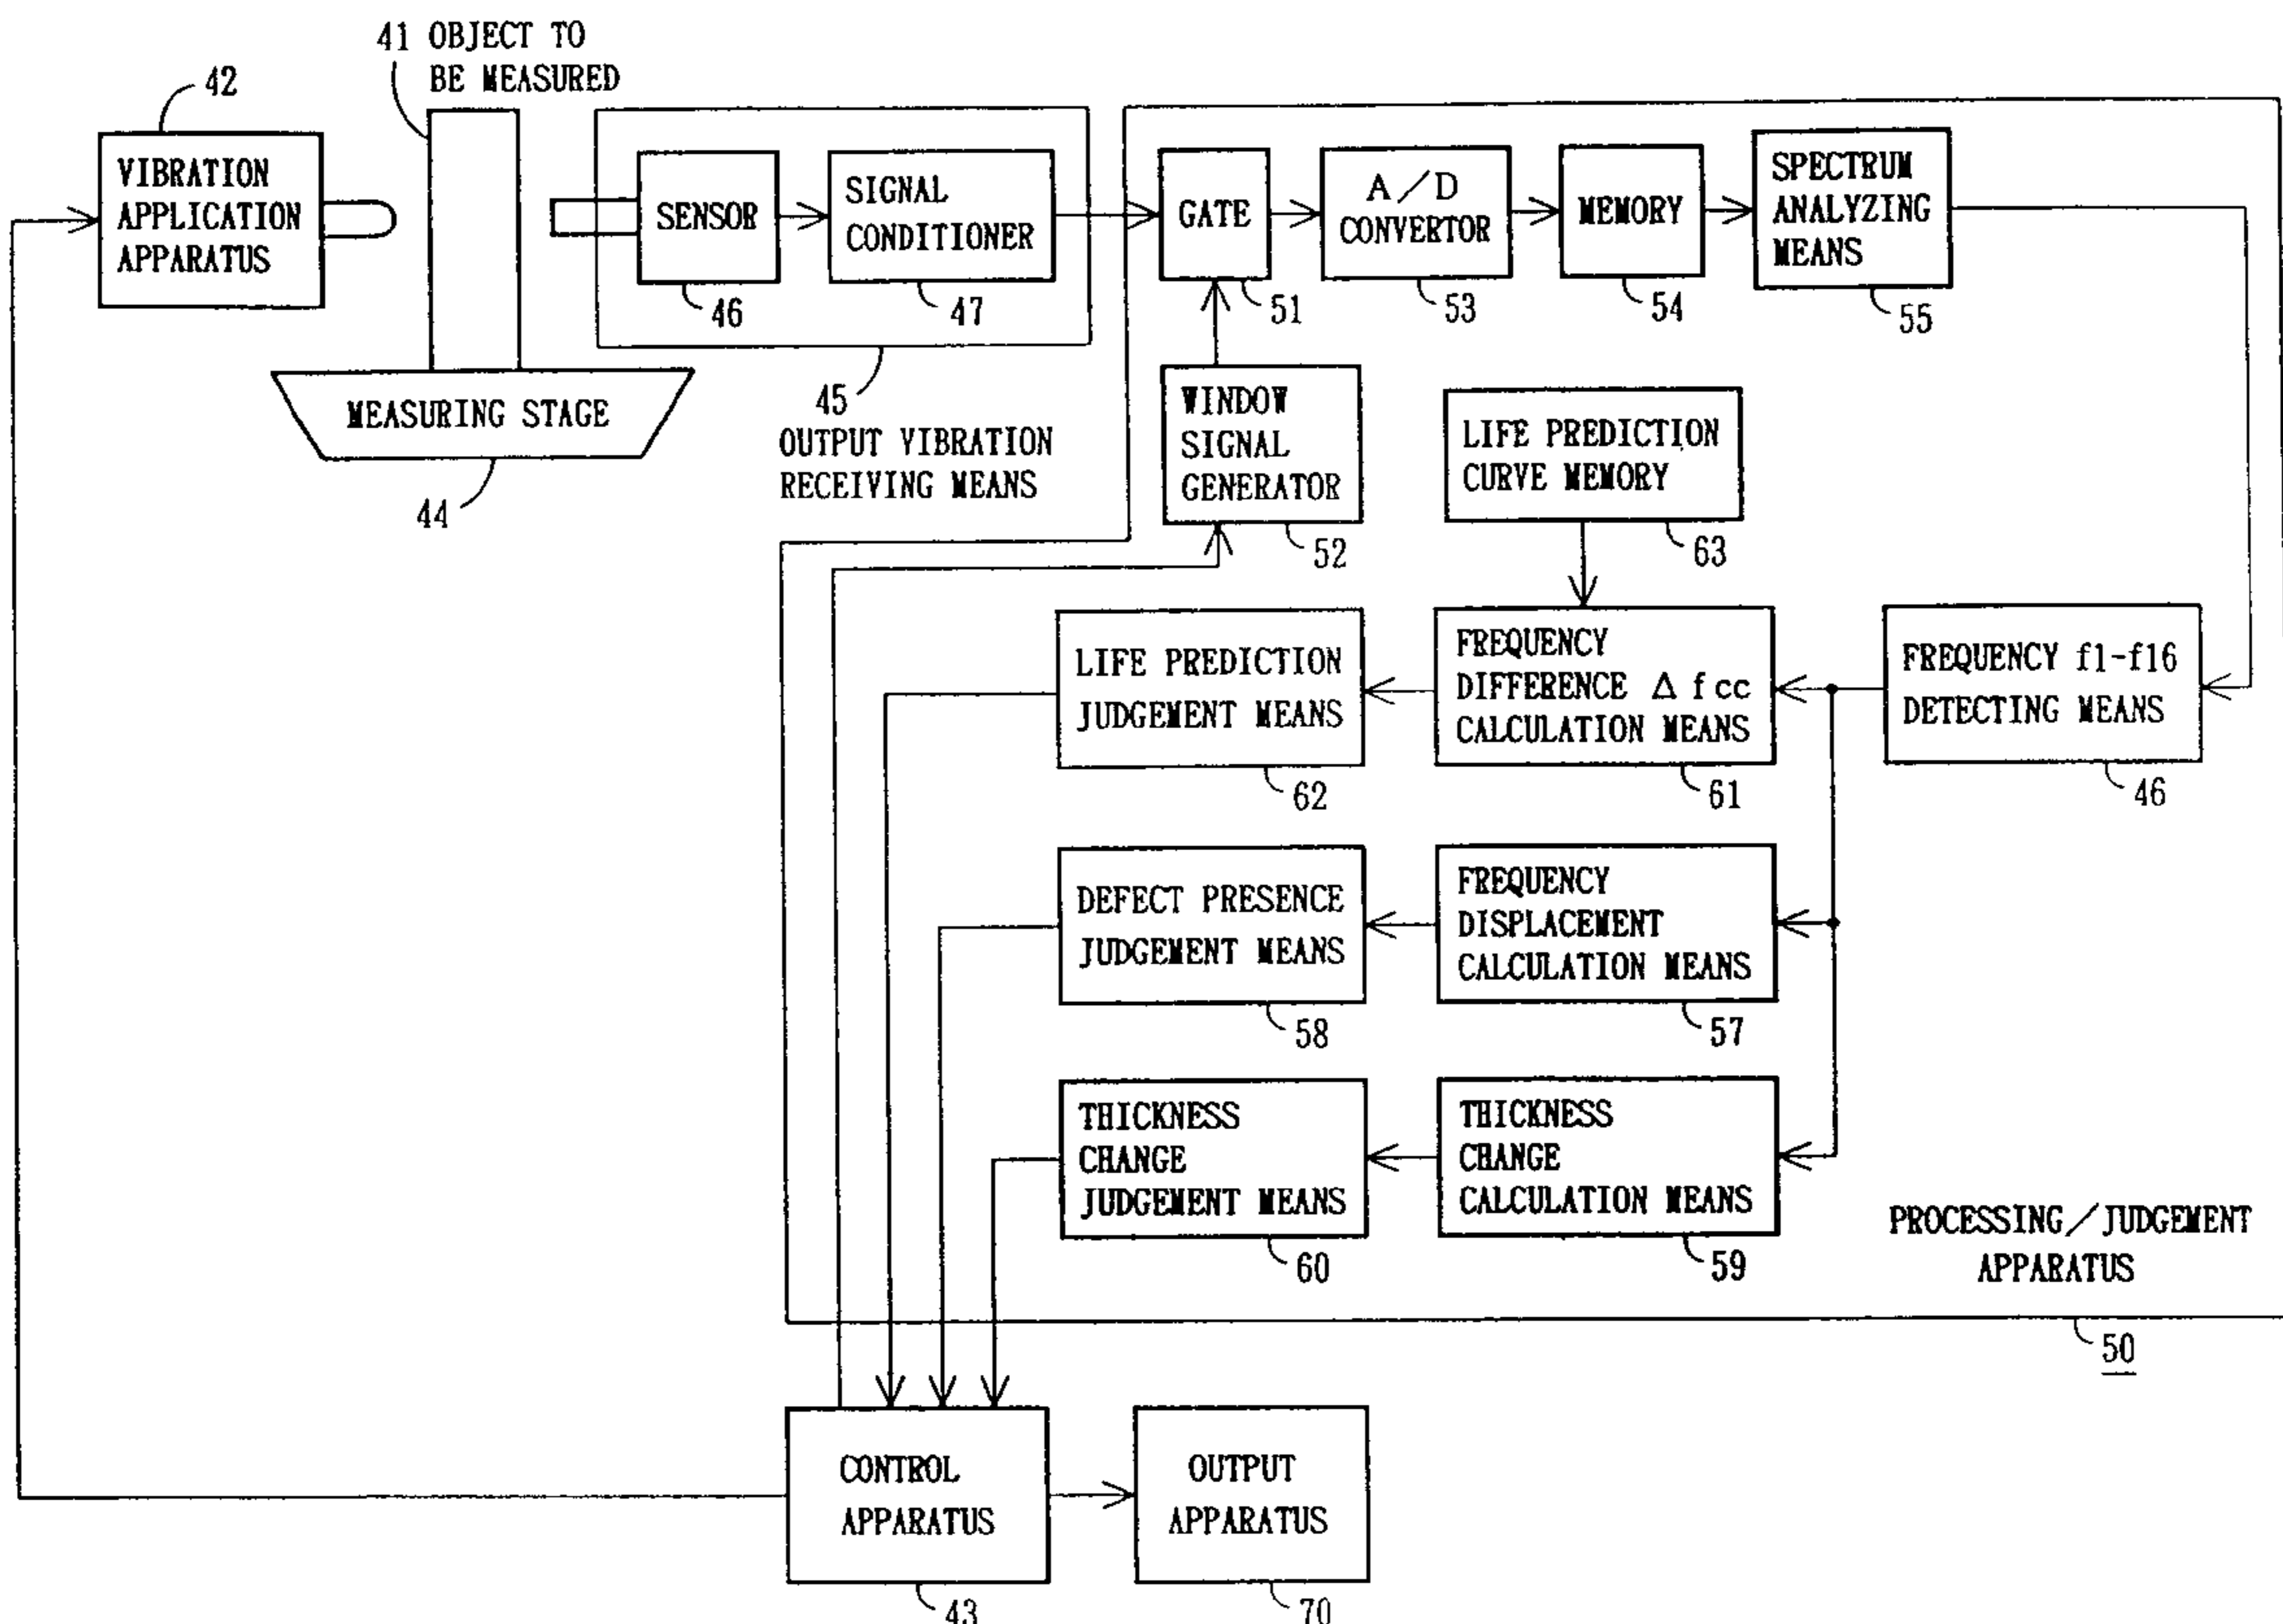 41 OBJECT TO
BE MEASURED
42
VIBRATION
APPLICATION
APPARATUS
SENSOR
46
SIGNAL
CONDITIONER
47
GATE
51
A/D
CONVERTOR
53
MEMORY
54
SPECTRUM
ANALYZING
MEANS
55
MEASURING STAGE
44
45
OUTPUT VIBRATION
RECEIVING MEANS
WINDOW
SIGNAL
GENERATOR
52
LIFE PREDICTION
CURVE MEMORY
63
LIFE PREDICTION
JUDGEMENT MEANS
62
FREQUENCY
DIFFERENCE Δfcc
CALCULATION MEANS
61
FREQUENCY f1-f16
DETECTING MEANS
46
DEFECT PRESENCE
JUDGEMENT MEANS
58
FREQUENCY
DISPLACEMENT
CALCULATION MEANS
57
THICKNESS
CHANGE
JUDGEMENT MEANS
60
THICKNESS
CHANGE
CALCULATION MEANS
59
PROCESSING/JUDGEMENT
APPARATUS
50
CONTROL
APPARATUS
43
OUTPUT
APPARATUS
70